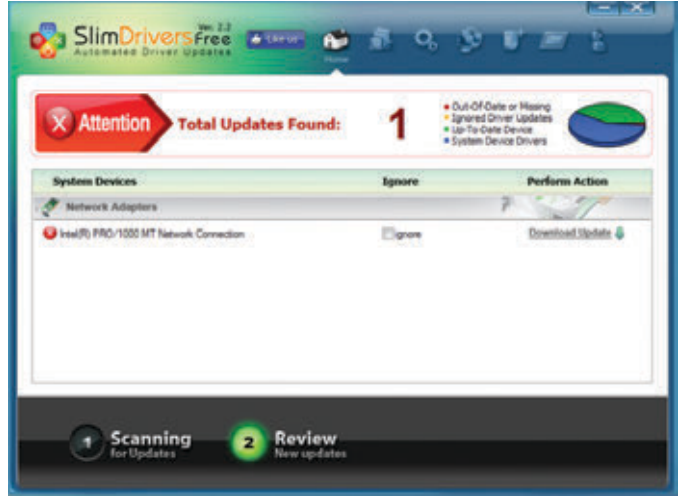 SlimDrivers Free Ver. 2.2
Automated Driver Updates
Like us
Home
Attention
Total Updates Found: 1
Out-Of-Date or Missing
Ignored Driver Updates
Up-To-Date Device
System Device Drivers
System Devices Ignore Perform Action
Network Adapters
Intel(R) PRO/1000 MT Network Connection Ignore Download Update
1 Scanning
for Updates
2 Review
New updates